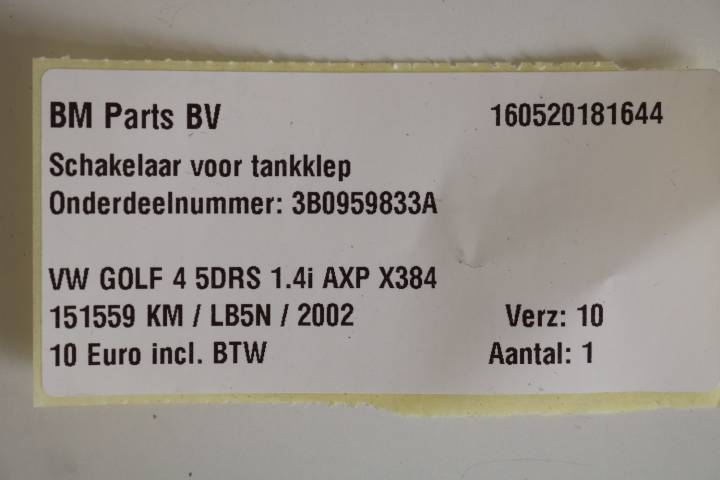 BM Parts BV 160520181644
Schakelaar voor tankklep
Onderdeelnummer: 3B0959833A
VW GOLF 4 5DRS 1.4i AXP X384
151559 KM / LB5N / 2002 Verz: 10
10 Euro incl. BTW Aantal: 1